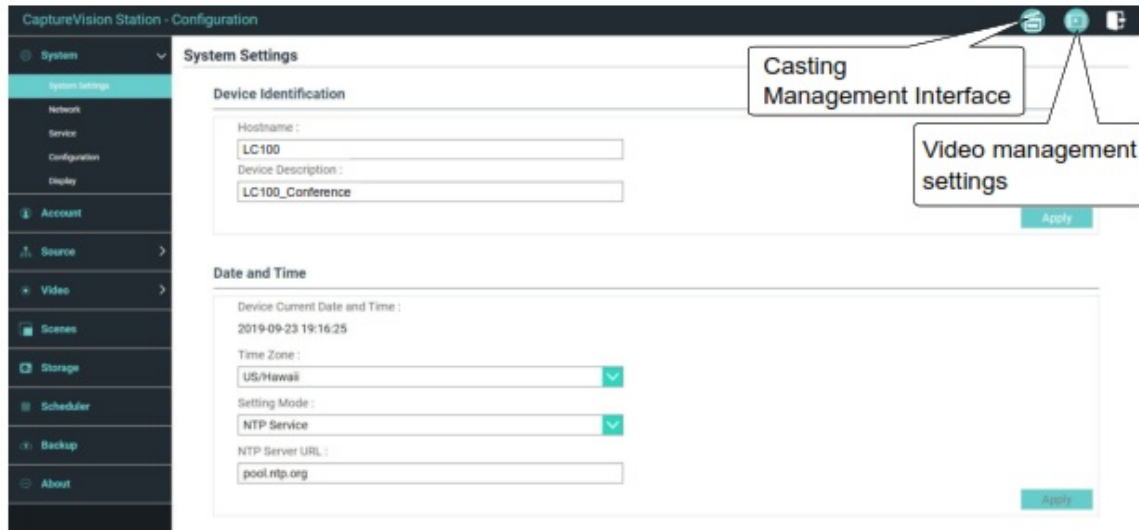 CaptureVision Station - Configuration
System
System Settings
Network
Service
Configuration
Display
Account
Source
Video
Scenes
Storage
Scheduler
Backup
About
System Settings
Casting
Management Interface
Video management
settings
Device Identification
Hostname :
LC100
Device Description :
LC100_Conference
Apply
Date and Time
Device Current Date and Time :
2019-09-23 19:16:25
Time Zone :
US/Hawaii
Setting Mode :
NTP Service
NTP Server URL :
pool.ntp.org
Apply